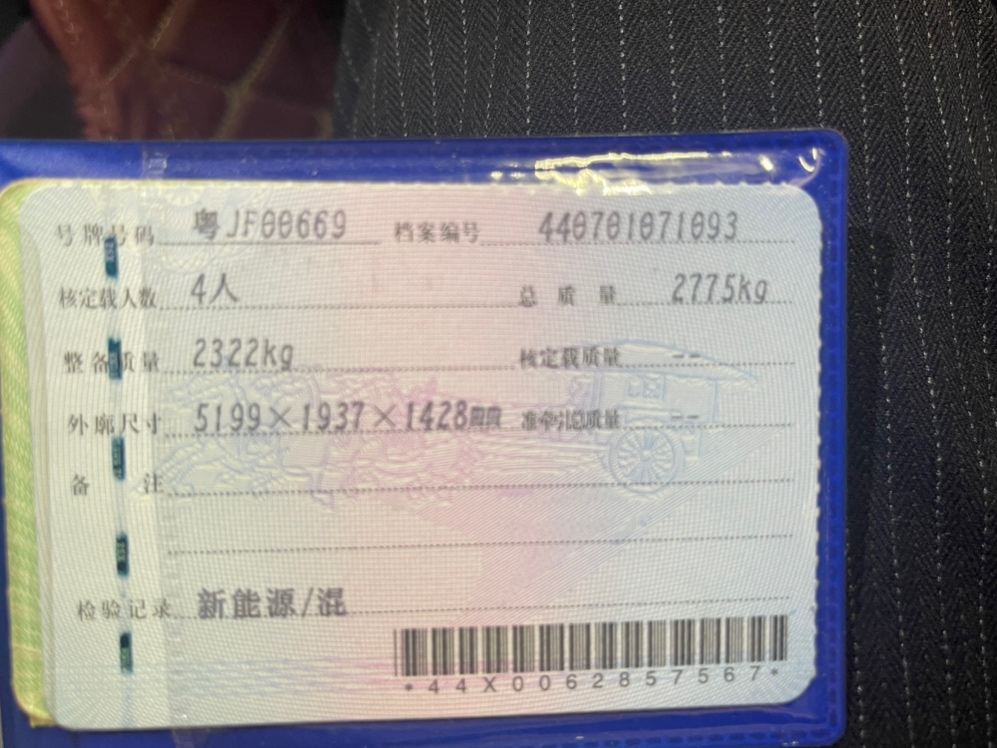 号牌号码 粤JF00669 档案编号 440701071093
核定载人数 4人 总质量 2775kg
整备质量 2322kg 核定载质量 --
外廓尺寸 5199×1937×1428mm 准牵引总质量 --
备注
检验记录 新能源/混
*44X0062857567*